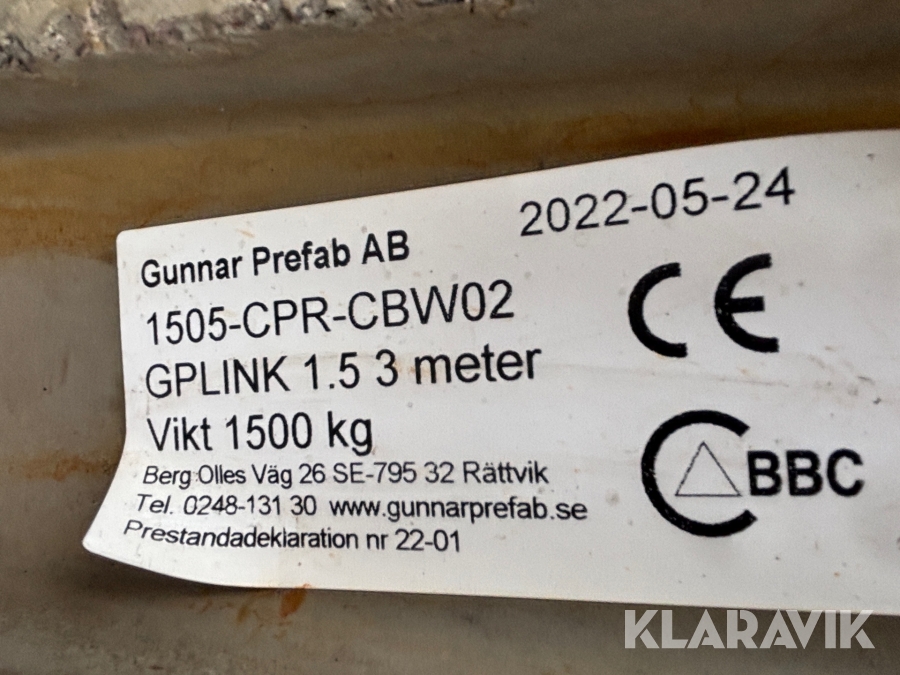 Gunnar Prefab AB
2022-05-24
1505-CPR-CBW02
CE
GPLINK 1.5 3 meter
Vikt 1500 kg
BBC
Berg Olles Väg 26 SE-795 32 Rättvik
Tel. 0248-131 30 www.gunnarprefab.se
Prestandadeklaration nr 22-01
KLARAVIK